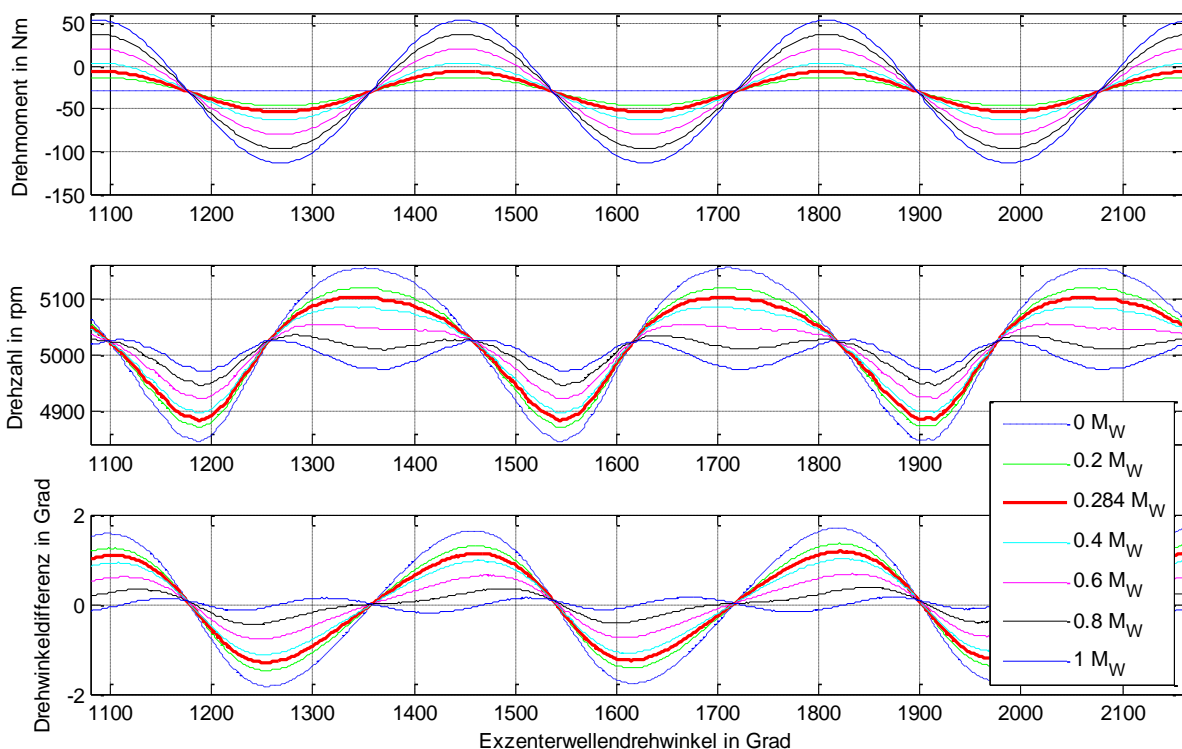 Drehmoment in Nm
50
0
-50
-100
-150
1100 1200 1300 1400 1500 1600 1700 1800 1900 2000 2100
Drehzahl in rpm
5100
5000
4900
1100 1200 1300 1400 1500 1600 1700 1800 1900 2000 2100
Drehwinkeldifferenz in Grad
2
0
-2
1100 1200 1300 1400 1500 1600 1700 1800 1900 2000 2100
Exzenterwellendrehwinkel in Grad
0 M_W
0.2 M_W
0.284 M_W
0.4 M_W
0.6 M_W
0.8 M_W
1 M_W